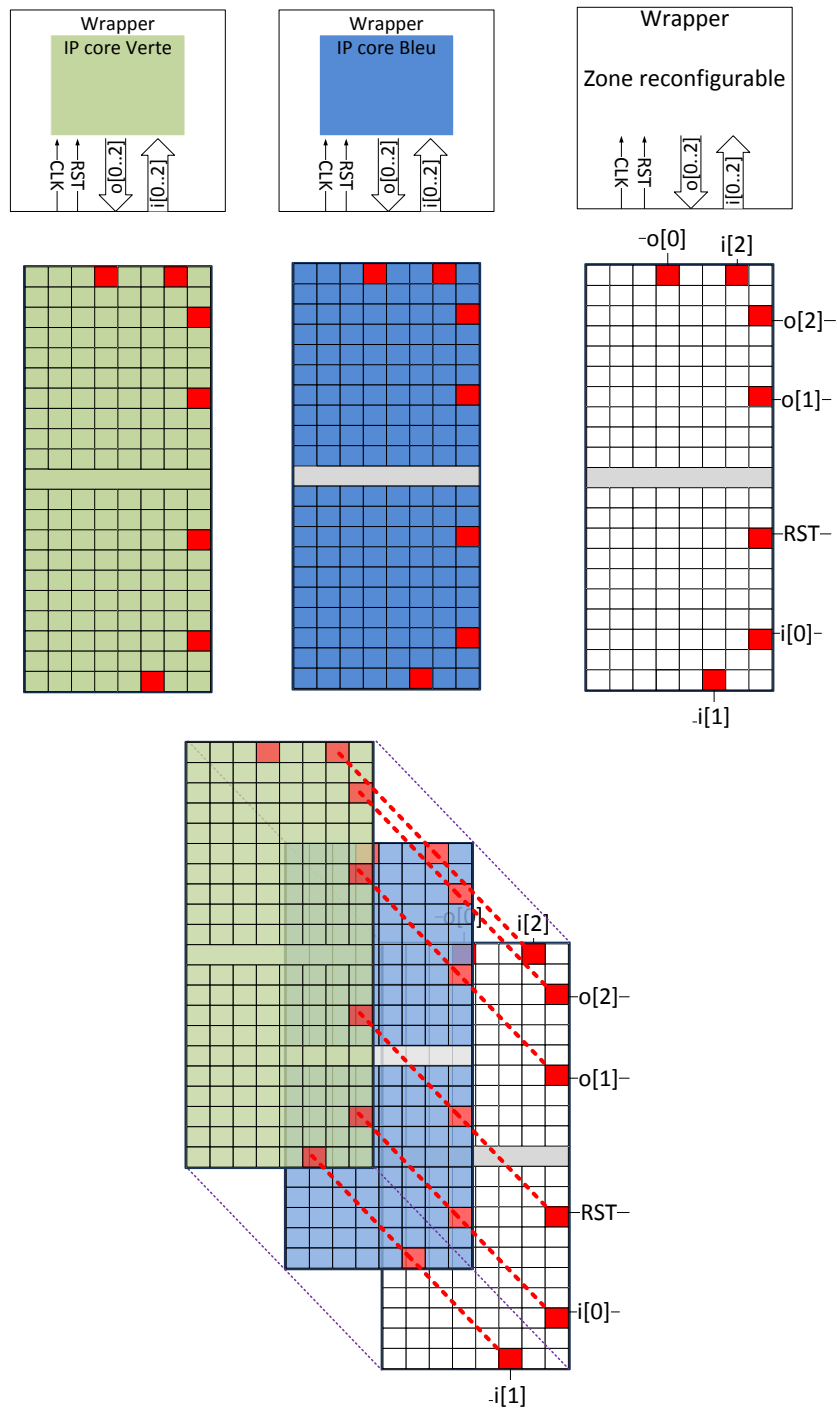 Wrapper
IP core Verte
CLK
RST
o[0..2]
i[0..2]
Wrapper
IP core Bleu
CLK
RST
o[0..2]
i[0..2]
Wrapper
Zone reconfigurable
CLK
RST
o[0..2]
i[0..2]
o[0]
i[2]
o[2]
o[1]
RST
i[0]
i[1]
o[0]
i[2]
o[2]
o[1]
RST
i[0]
i[1]